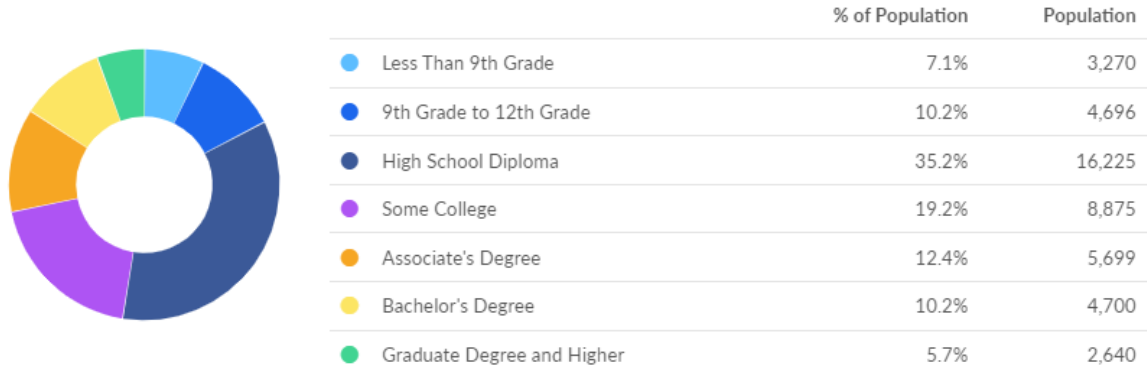 % of Population Population
Less Than 9th Grade 7.1% 3,270
9th Grade to 12th Grade 10.2% 4,696
High School Diploma 35.2% 16,225
Some College 19.2% 8,875
Associate's Degree 12.4% 5,699
Bachelor's Degree 10.2% 4,700
Graduate Degree and Higher 5.7% 2,640